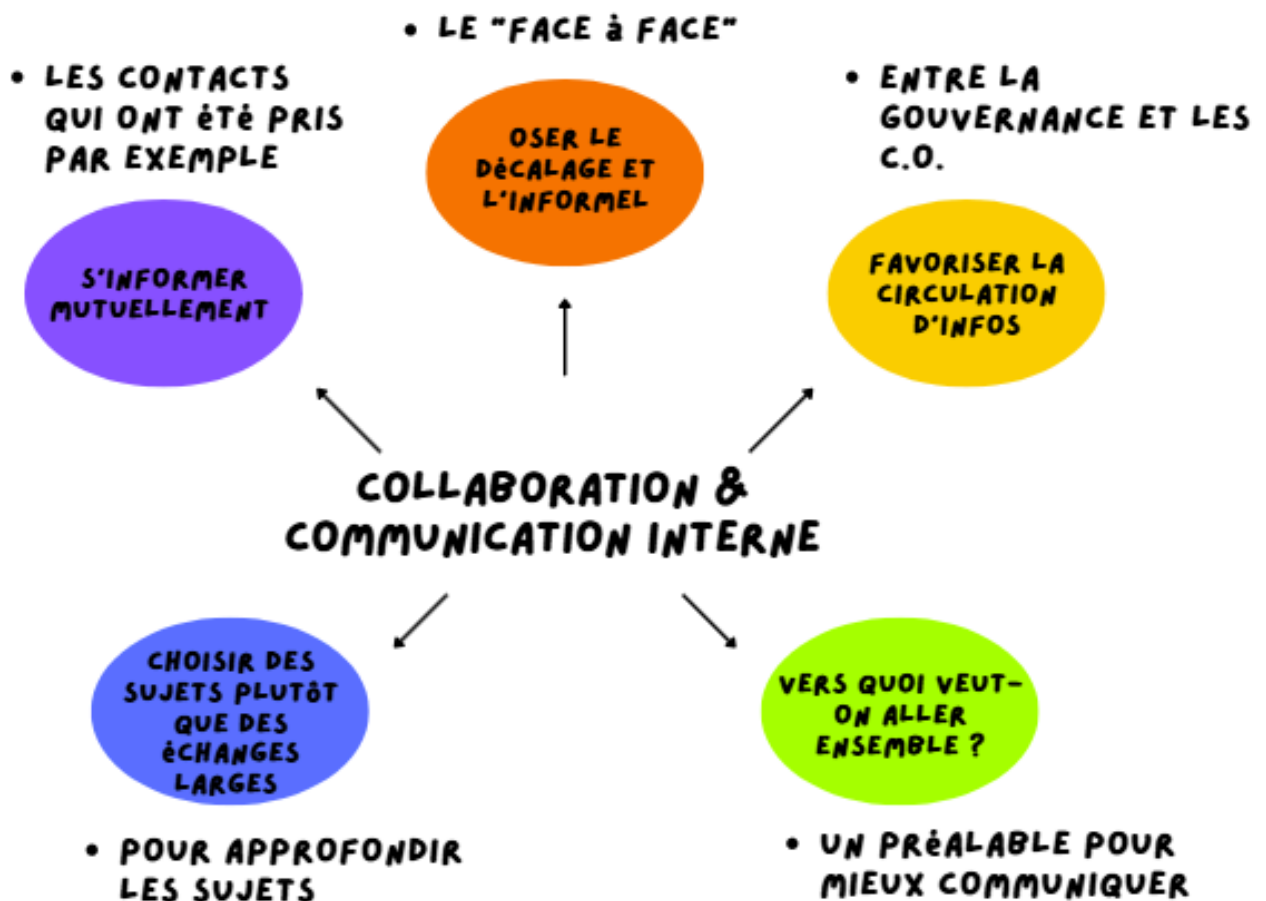 • LE "FACE à FACE"
• LES CONTACTS
QUI ONT éTé PRIS
PAR EXEMPLE
• ENTRE LA
GOUVERNANCE ET LES
C.O.
OSER LE
DéCALAGE ET
L'INFORMEL
S'INFORMER
MUTUELLEMENT
FAVORISER LA
CIRCULATION
D'INFOS
COLLABORATION &
COMMUNICATION INTERNE
CHOISIR DES
SUJETS PLUTôT
QUE DES
éCHANGES
LARGES
VERS QUOI VEUT-
ON ALLER
ENSEMBLE ?
• POUR APPROFONDIR
LES SUJETS
• UN PRéALABLE POUR
MIEUX COMMUNIQUER